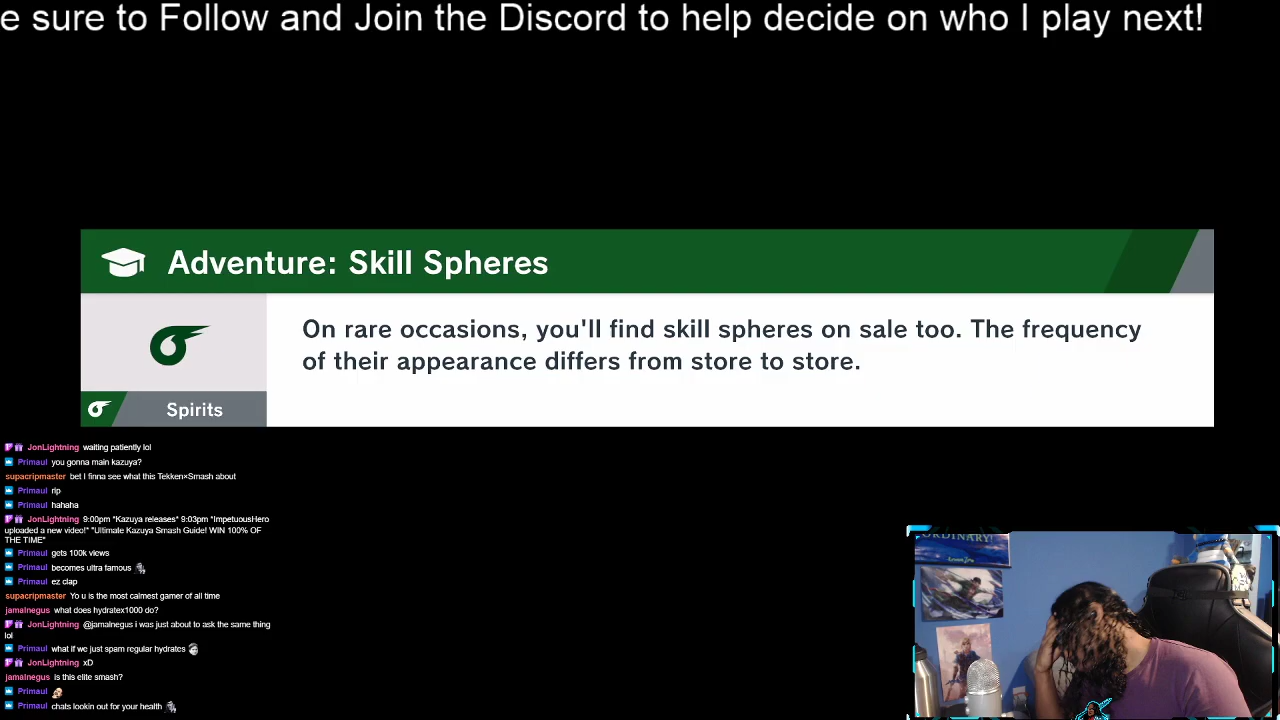 e sure to Follow and Join the Discord to help decide on who I play next!
Adventure: Skill Spheres
On rare occasions, you'll find skill spheres on sale too. The frequency
of their appearance differs from store to store.
Spirits
JonLightning waiting patiently lol
Primaul you gonna main kazuya?
supacripmaster bet I finna see what this Tekken×Smash about
Primaul rip
Primaul hahaha
JonLightning 9:00pm *Kazuya releases* 9:03pm *ImpetuousHero
uploaded a new video!* "Ultimate Kazuya Smash Guide! WIN 100% OF
THE TIME"
Primaul gets 100k views
Primaul becomes ultra famous
Primaul ez clap
supacripmaster Yo u is the most calmest gamer of all time
jamalnegus what does hydratex1000 do?
JonLightning @jamalnegus i was just about to ask the same thing
lol
Primaul what if we just spam regular hydrates
JonLightning xD
jamalnegus is this elite smash?
Primaul
Primaul chats lookin out for your health
ORDINARY!